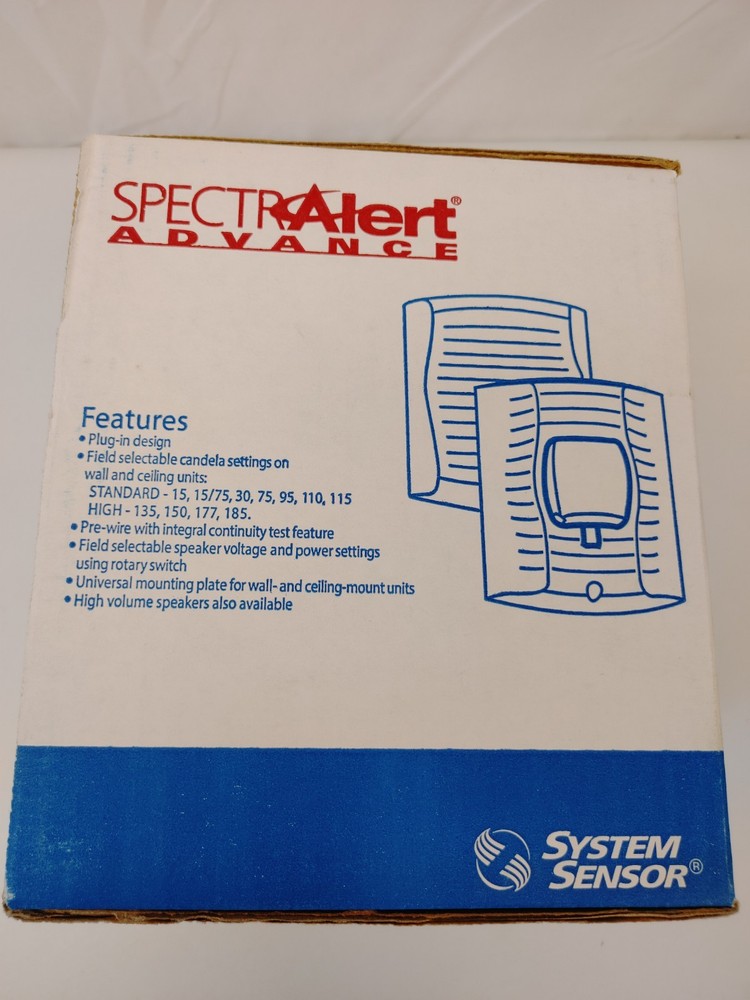 SPECTRAlert®
ADVANCE
Features
• Plug-in design
• Field selectable candela settings on
wall and ceiling units:
STANDARD - 15, 15/75, 30, 75, 95, 110, 115
HIGH - 135, 150, 177, 185.
• Pre-wire with integral continuity test feature
• Field selectable speaker voltage and power settings
using rotary switch
• Universal mounting plate for wall- and ceiling-mount units
• High volume speakers also available
SYSTEM
SENSOR®